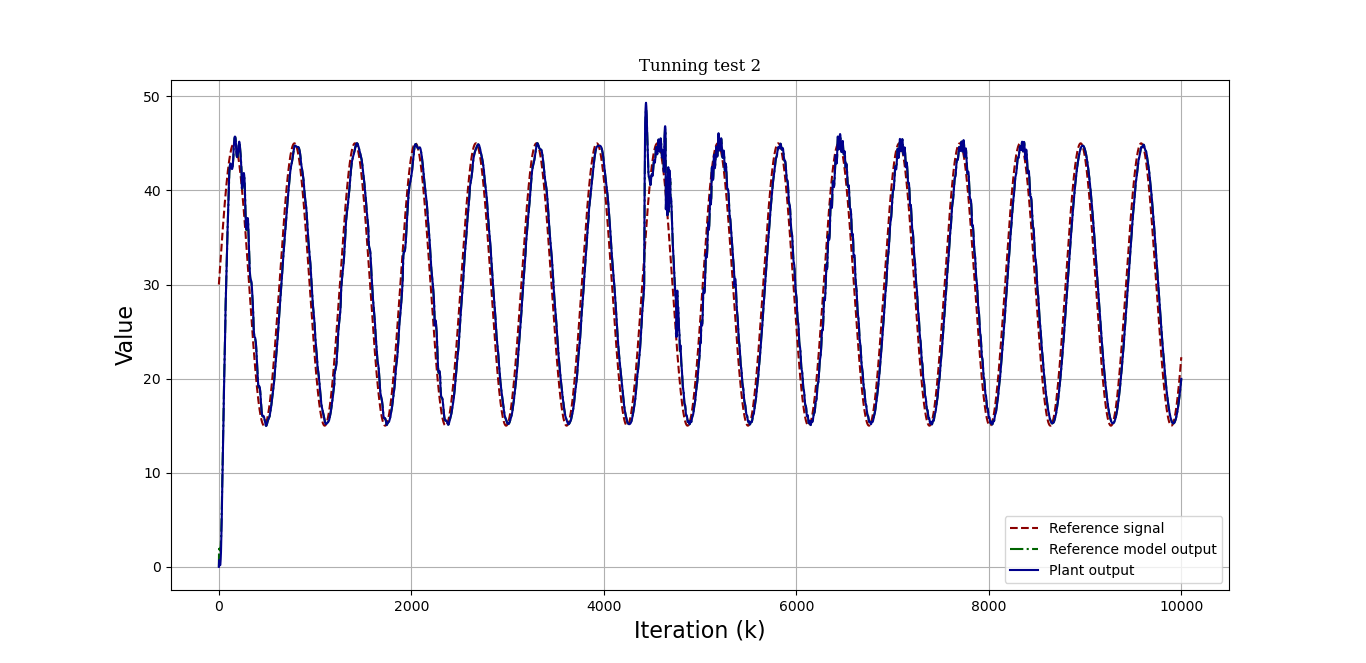 Tunning test 2
50
40
30
20
10
0
Value
0 2000 4000 6000 8000 10000
Iteration (k)
Reference signal
Reference model output
Plant output